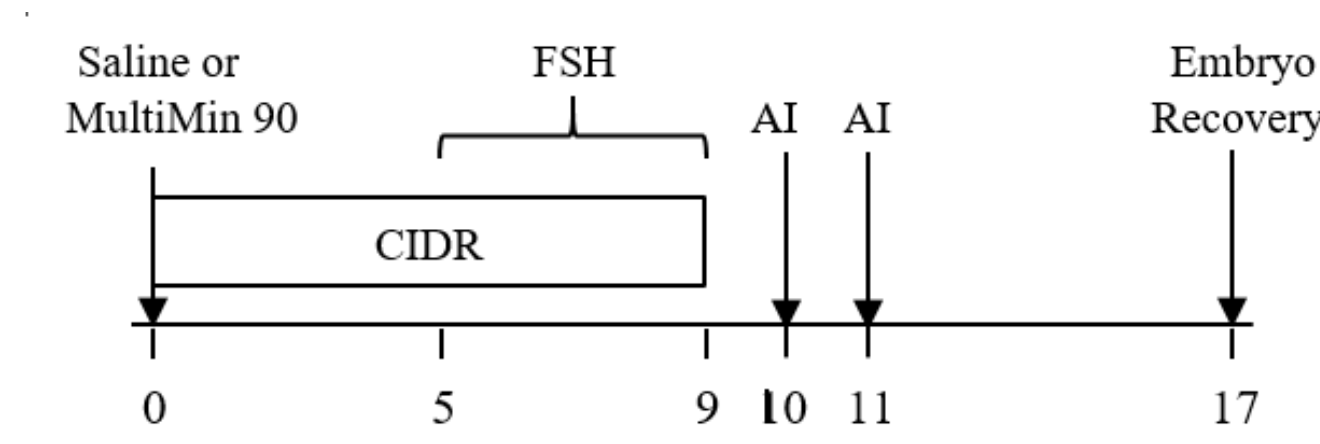 Saline or
MultiMin 90
FSH
AI
AI
Embryo
Recovery
CIDR
0
5
9
10
11
17